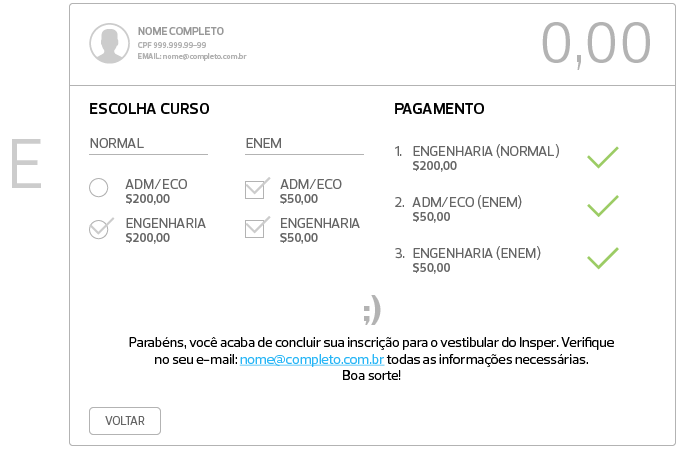 NOME COMPLETO
CPF 999.999.99-99
EMAIL: nome@completo.com.br
0,00
E
ESCOLHA CURSO
NORMAL
ADM/ECO
$200,00
ENGENHARIA
$200,00
ENEM
ADM/ECO
$50,00
ENGENHARIA
$50,00
PAGAMENTO
1. ENGENHARIA (NORMAL)
$200,00
2. ADM/ECO (ENEM)
$50,00
3. ENGENHARIA (ENEM)
$50,00
;)
Parabéns, você acaba de concluir sua inscrição para o vestibular do Insper. Verifique
no seu e-mail: nome@completo.com.br todas as informações necessárias.
Boa sorte!
VOLTAR